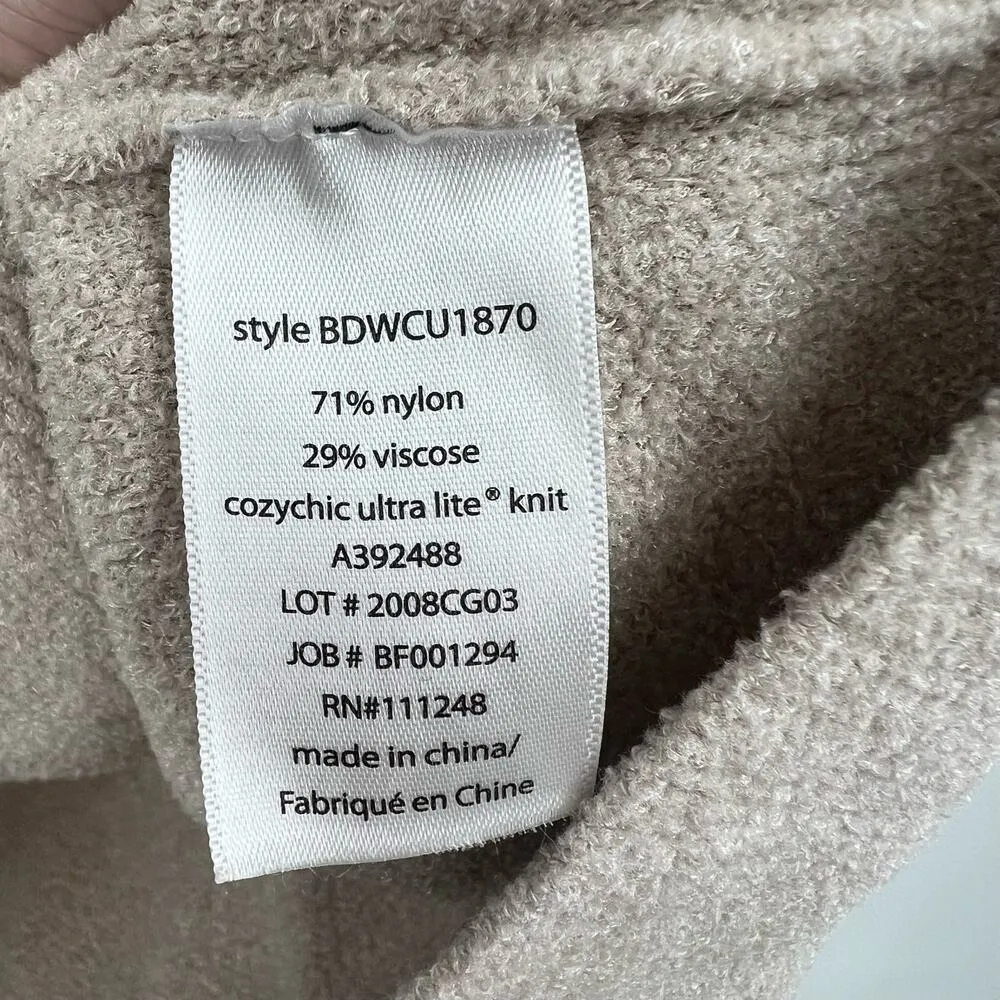 style BDWCU1870
71% nylon
29% viscose
cozychic ultra lite® knit
A392488
LOT # 2008CG03
JOB # BF001294
RN#111248
made in china/
Fabriqué en Chine